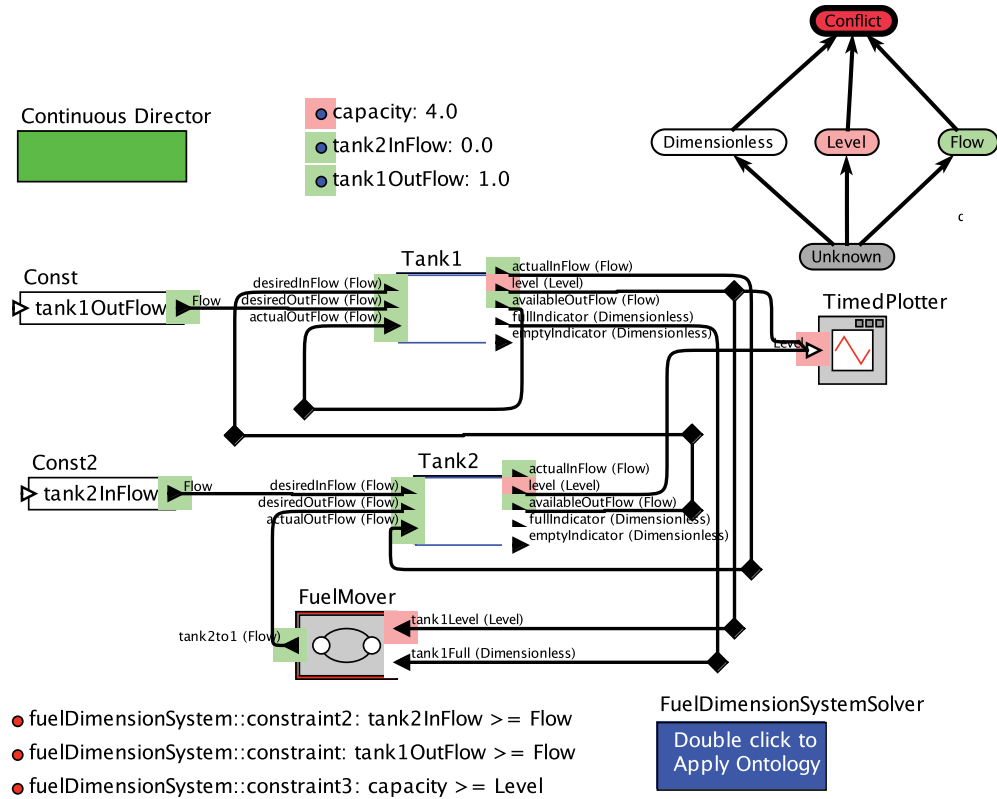 Conflict
Continuous Director
capacity: 4.0
tank2InFlow: 0.0
tank1OutFlow: 1.0
Dimensionless
Level
Flow
c
Unknown
Const
tank1OutFlow
Flow
Tank1
desiredInFlow (Flow)
desiredOutFlow (Flow)
actualOutFlow (Flow)
actualInFlow (Flow)
level (Level)
availableOutFlow (Flow)
fullIndicator (Dimensionless)
emptyIndicator (Dimensionless)
TimedPlotter
Level
Const2
tank2InFlow
Flow
Tank2
desiredInFlow (Flow)
desiredOutFlow (Flow)
actualOutFlow (Flow)
actualInFlow (Flow)
level (Level)
availableOutFlow (Flow)
fullIndicator (Dimensionless)
emptyIndicator (Dimensionless)
FuelMover
tank2to1 (Flow)
tank1Level (Level)
tank1Full (Dimensionless)
fuelDimensionSystem::constraint2: tank2InFlow >= Flow
fuelDimensionSystem::constraint: tank1OutFlow >= Flow
fuelDimensionSystem::constraint3: capacity >= Level
FuelDimensionSystemSolver
Double click to
Apply Ontology